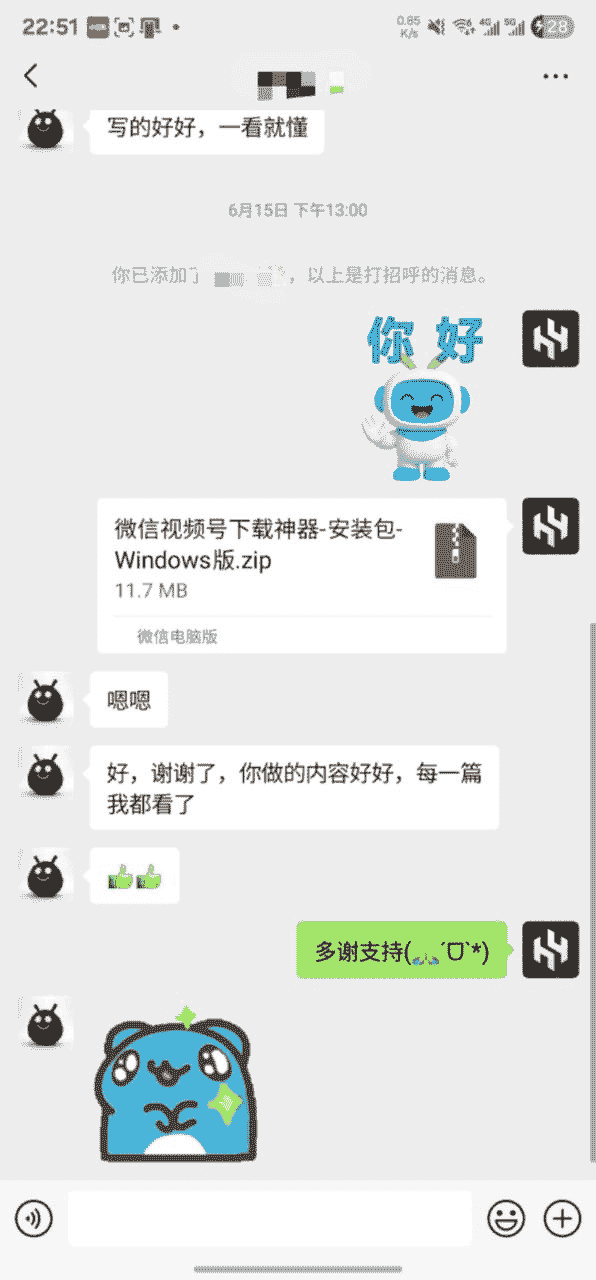 22:51
0.85
K/s
4G
5G
28
写的好好，一看就懂
6月15日 下午13:00
你已添加了
，以上是打招呼的消息。
你 好
微信视频号下载神器-安装包-
Windows版.zip
11.7 MB
微信电脑版
嗯嗯
好，谢谢了，你做的内容好好，每一篇
我都看了
多谢支持(  ´ᗜ`*)